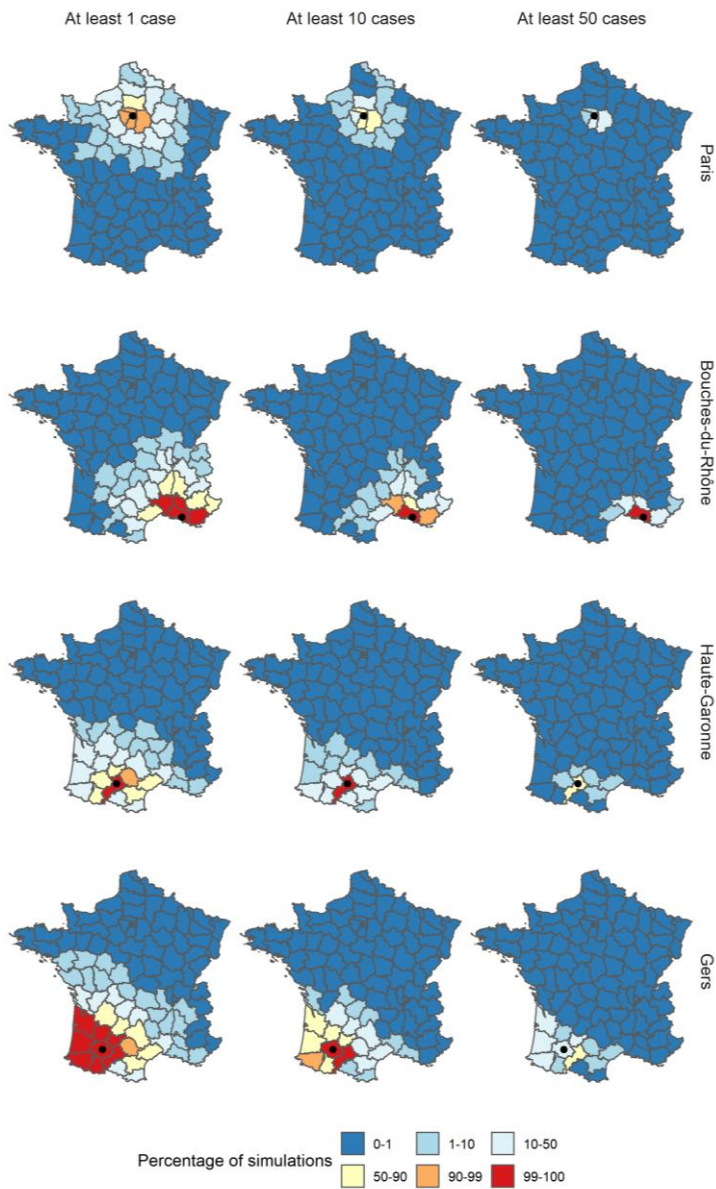 At least 1 case
At least 10 cases
At least 50 cases
Paris
Bouches-du-Rhône
Haute-Garonne
Gers
Percentage of simulations
0-1
1-10
10-50
50-90
90-99
99-100